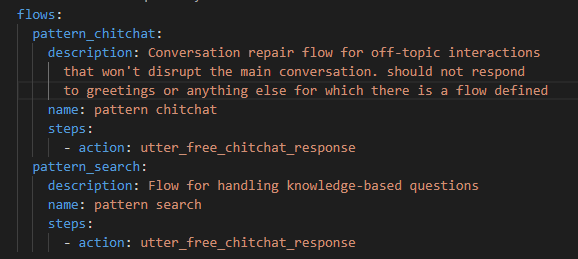 flows:
pattern_chitchat:
description: Conversation repair flow for off-topic interactions
that won't disrupt the main conversation. should not respond
to greetings or anything else for which there is a flow defined
name: pattern chitchat
steps:
- action: utter_free_chitchat_response
pattern_search:
description: Flow for handling knowledge-based questions
name: pattern search
steps:
- action: utter_free_chitchat_response